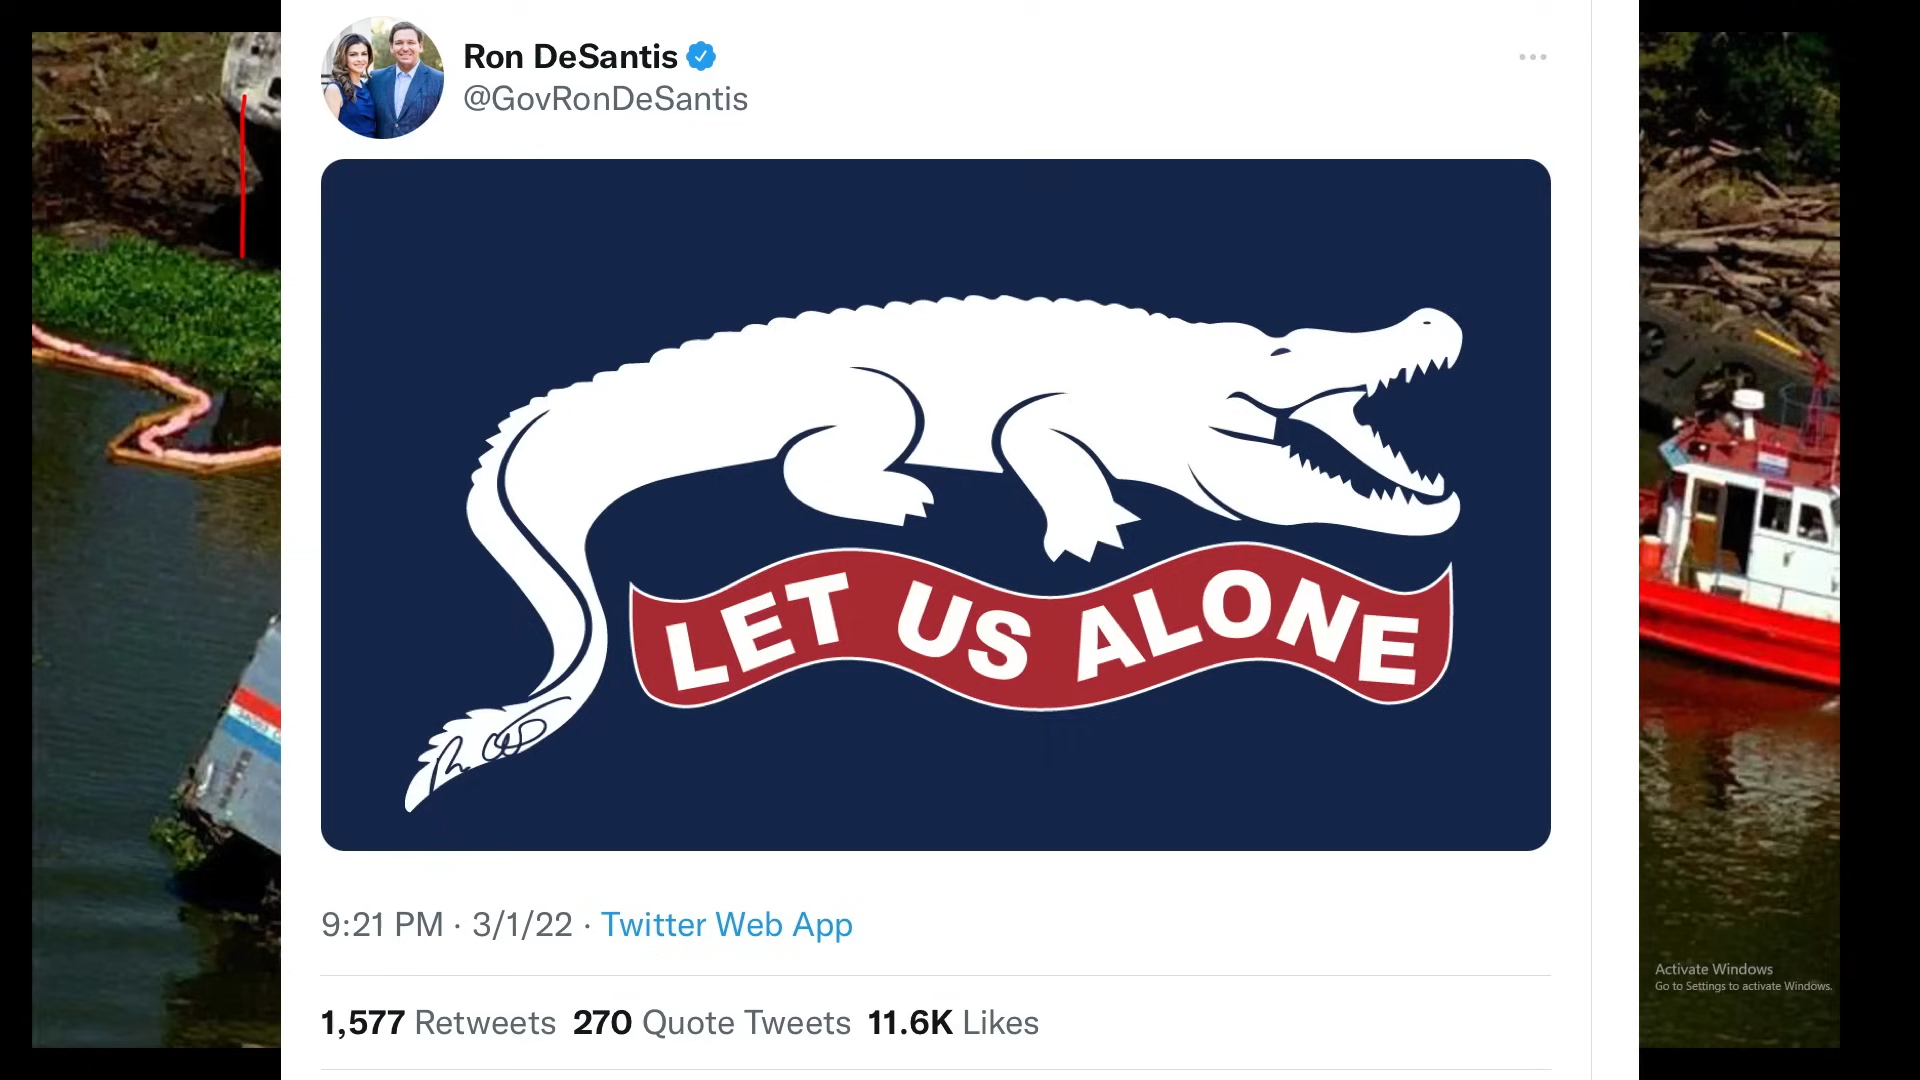 Ron DeSantis
@GovRonDeSantis
LET US ALONE
9:21 PM · 3/1/22 · Twitter Web App
1,577 Retweets 270 Quote Tweets 11.6K Likes
Activate Windows
Go to Settings to activate Windows.